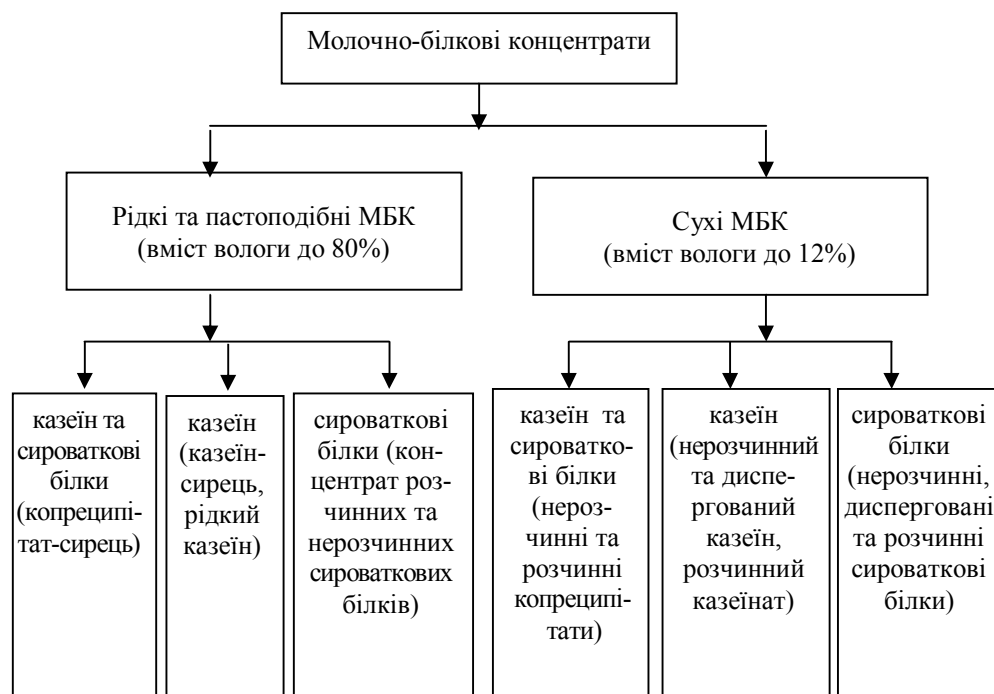 Молочно-білкові концентрати
Рідкі та пастоподібні МБК
(вміст вологи до 80%)
Сухі МБК
(вміст вологи до 12%)
казеїн та
сироваткові
білки
(копреципі-
тат-сирець)
казеїн
(казеїн-
сирець,
рідкий
казеїн)
сироваткові
білки (кон-
центрат роз-
чинних та
нерозчинних
сироваткових
білків)
казеїн та
сироватко-
ві білки
(нероз-
чинні та
розчинні
копреципі-
тати)
казеїн
(нерозчинний
та диспе-
ргований
казеїн,
розчинний
казеїнат)
сироваткові
білки
(нерозчинні,
дисперговані
та розчинні
сироваткові
білки)